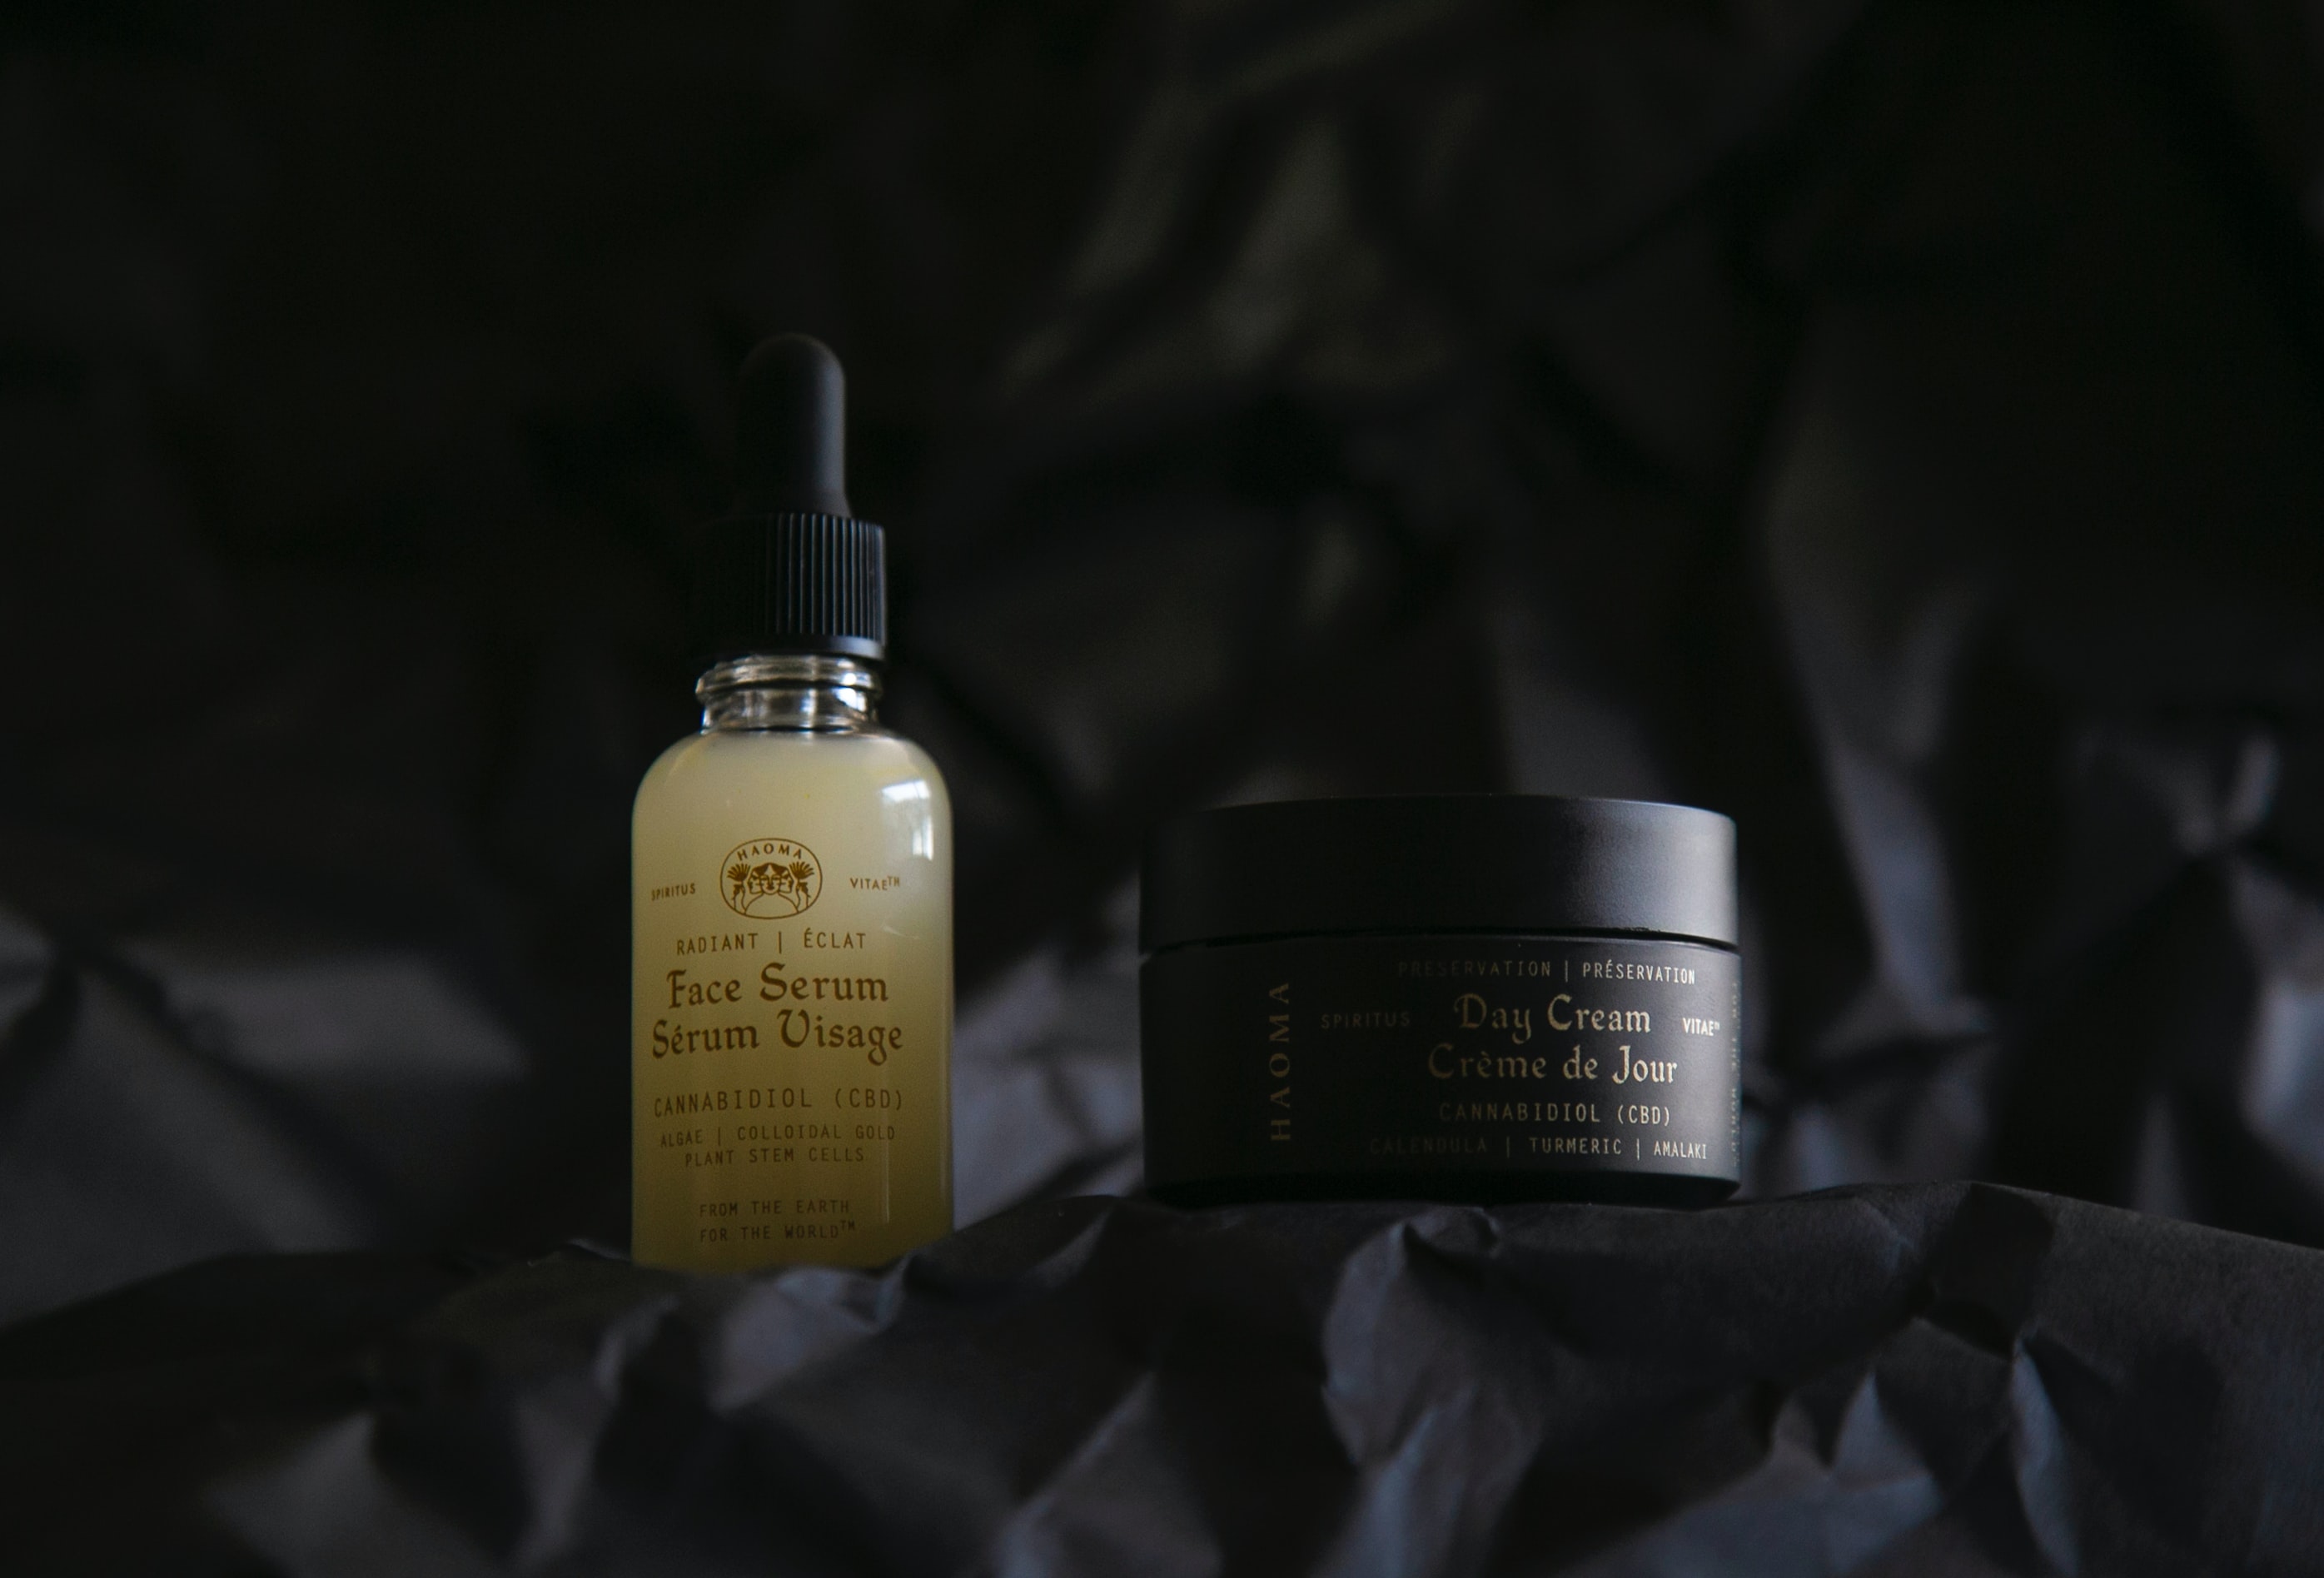 HAOMA
SPIRITUS VITAE™
RADIANT | ÉCLAT
Face Serum
Sérum Visage
CANNABIDIOL (CBD)
ALGAE | COLLOIDAL GOLD
PLANT STEM CELLS
FROM THE EARTH
FOR THE WORLD™
HAOMA
PRESERVATION | PRÉSERVATION
SPIRITUS Day Cream VITAE™
Crème de Jour
CANNABIDIOL (CBD)
CALENDULA | TURMERIC | AMALAKI